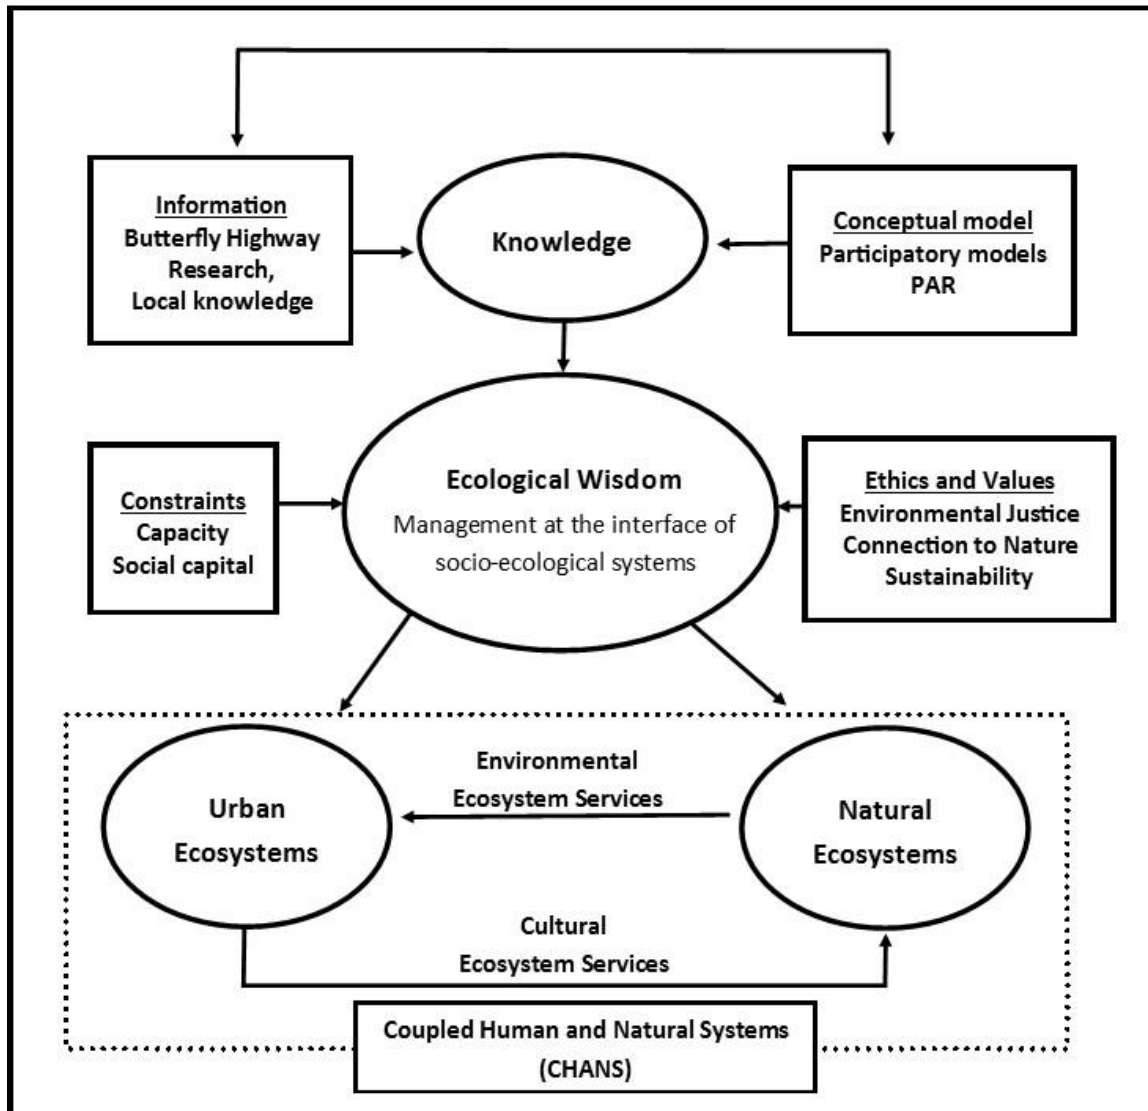 Information
Butterfly Highway
Research,
Local knowledge
Knowledge
Conceptual model
Participatory models
PAR
Constraints
Capacity
Social capital
Ecological Wisdom
Management at the interface of
socio-ecological systems
Ethics and Values
Environmental Justice
Connection to Nature
Sustainability
Urban
Ecosystems
Environmental
Ecosystem Services
Natural
Ecosystems
Cultural
Ecosystem Services
Coupled Human and Natural Systems
(CHANS)